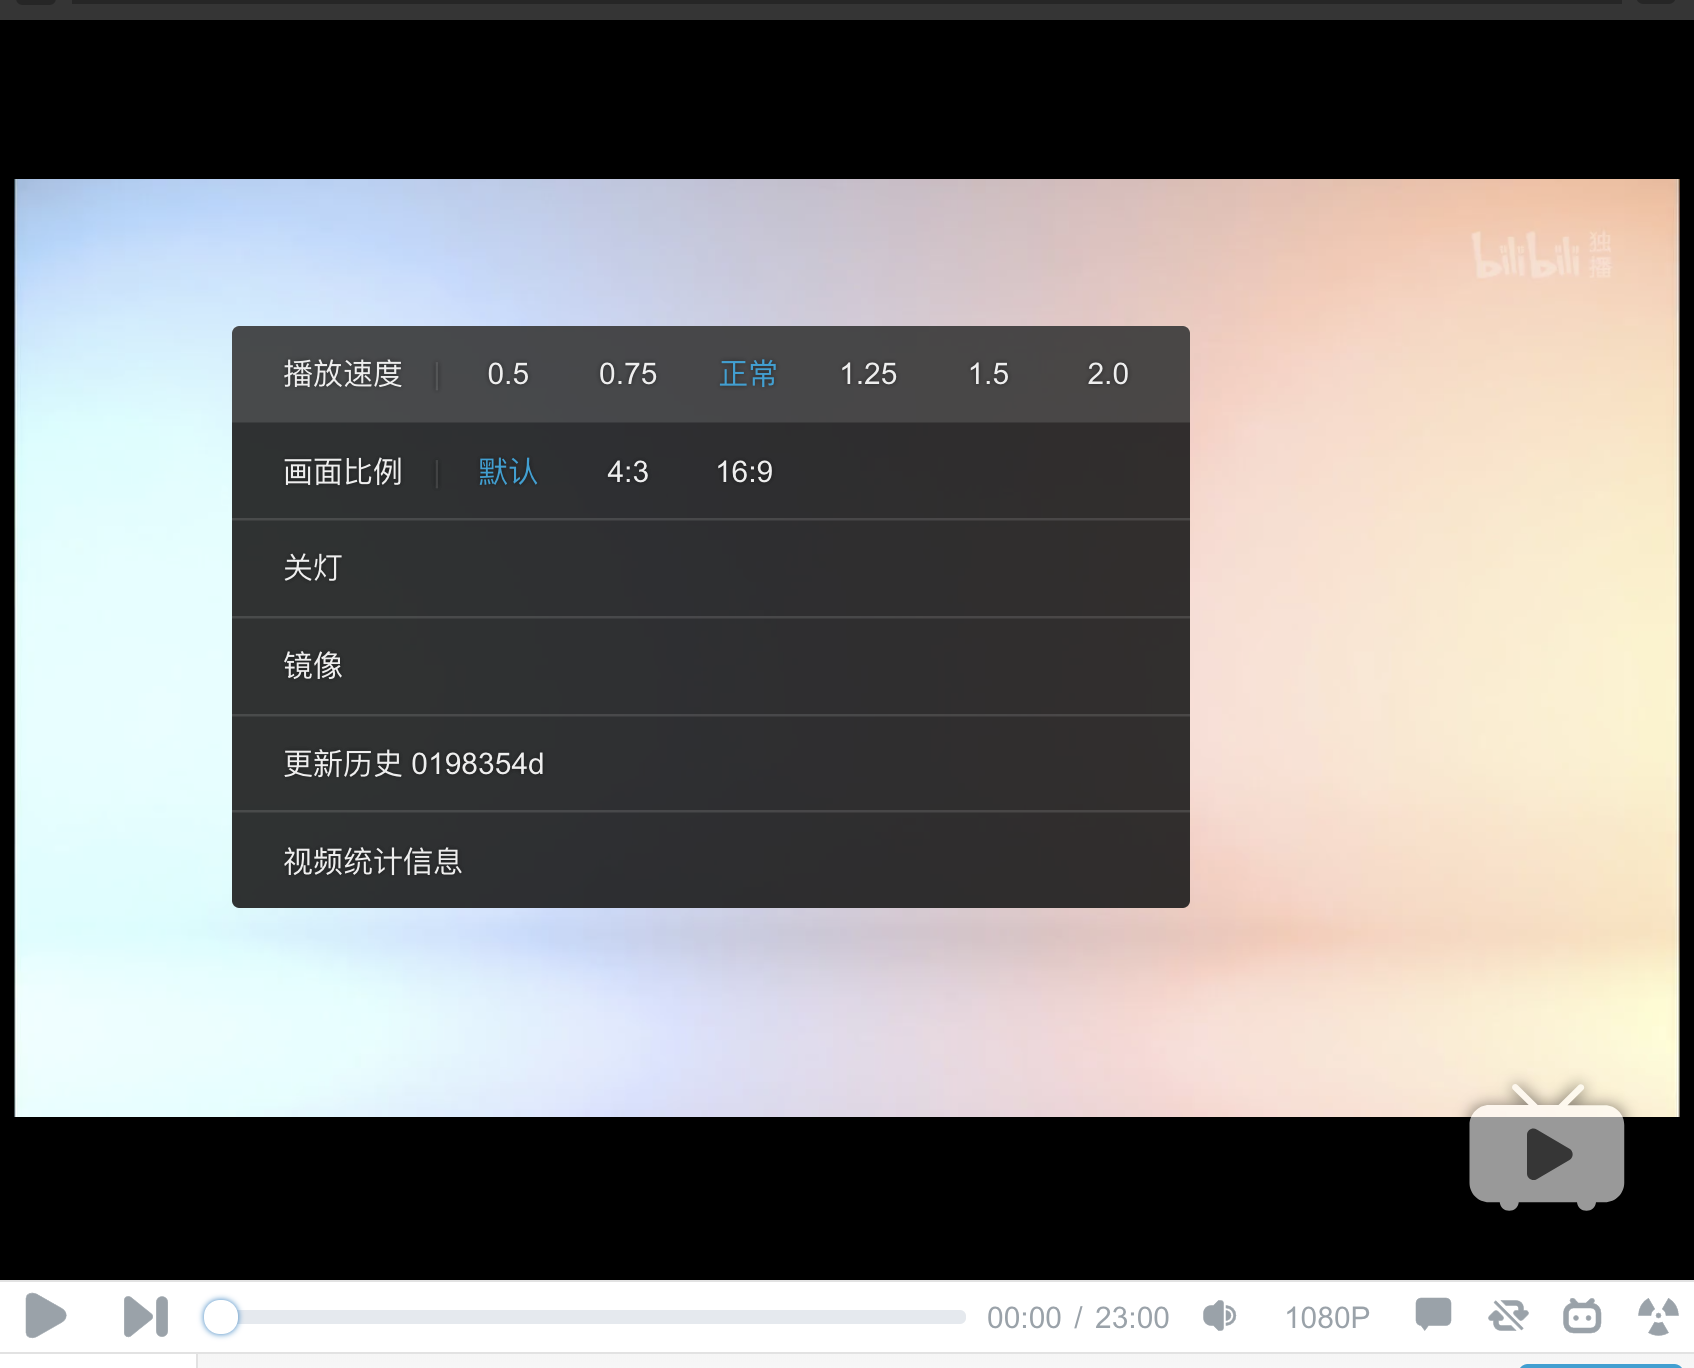 bilibili 独播
播放速度 | 0.5 0.75 正常 1.25 1.5 2.0
画面比例 | 默认 4:3 16:9
关灯
镜像
更新历史 0198354d
视频统计信息
00:00 / 23:00 1080P